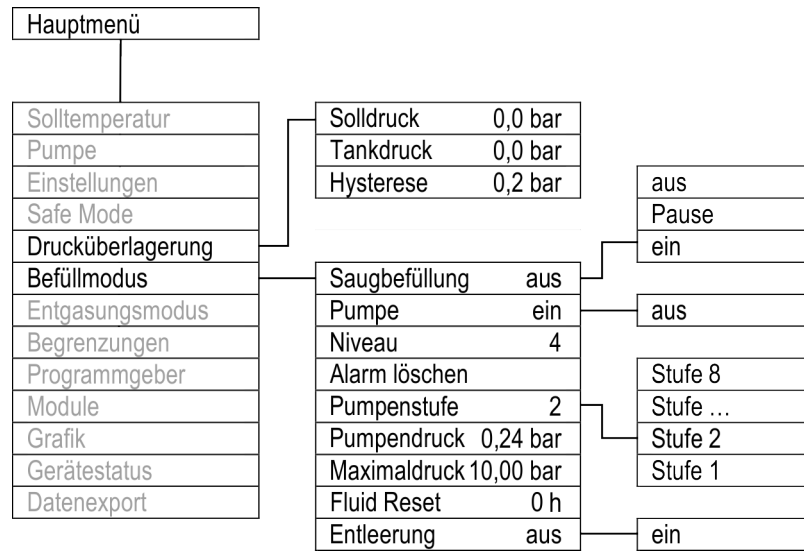 Hauptmenü
Solltemperatur
Pumpe
Einstellungen
Safe Mode
Drucküberlagerung
Befüllmodus
Entgasungsmodus
Begrenzungen
Programmgeber
Module
Grafik
Gerätestatus
Datenexport
Solldruck 0,0 bar
Tankdruck 0,0 bar
Hysterese 0,2 bar
Saugbefüllung aus
Pumpe ein
Niveau 4
Alarm löschen
Pumpenstufe 2
Pumpendruck 0,24 bar
Maximaldruck 10,00 bar
Fluid Reset 0 h
Entleerung aus
aus
Pause
ein
aus
Stufe 8
Stufe ...
Stufe 2
Stufe 1
ein